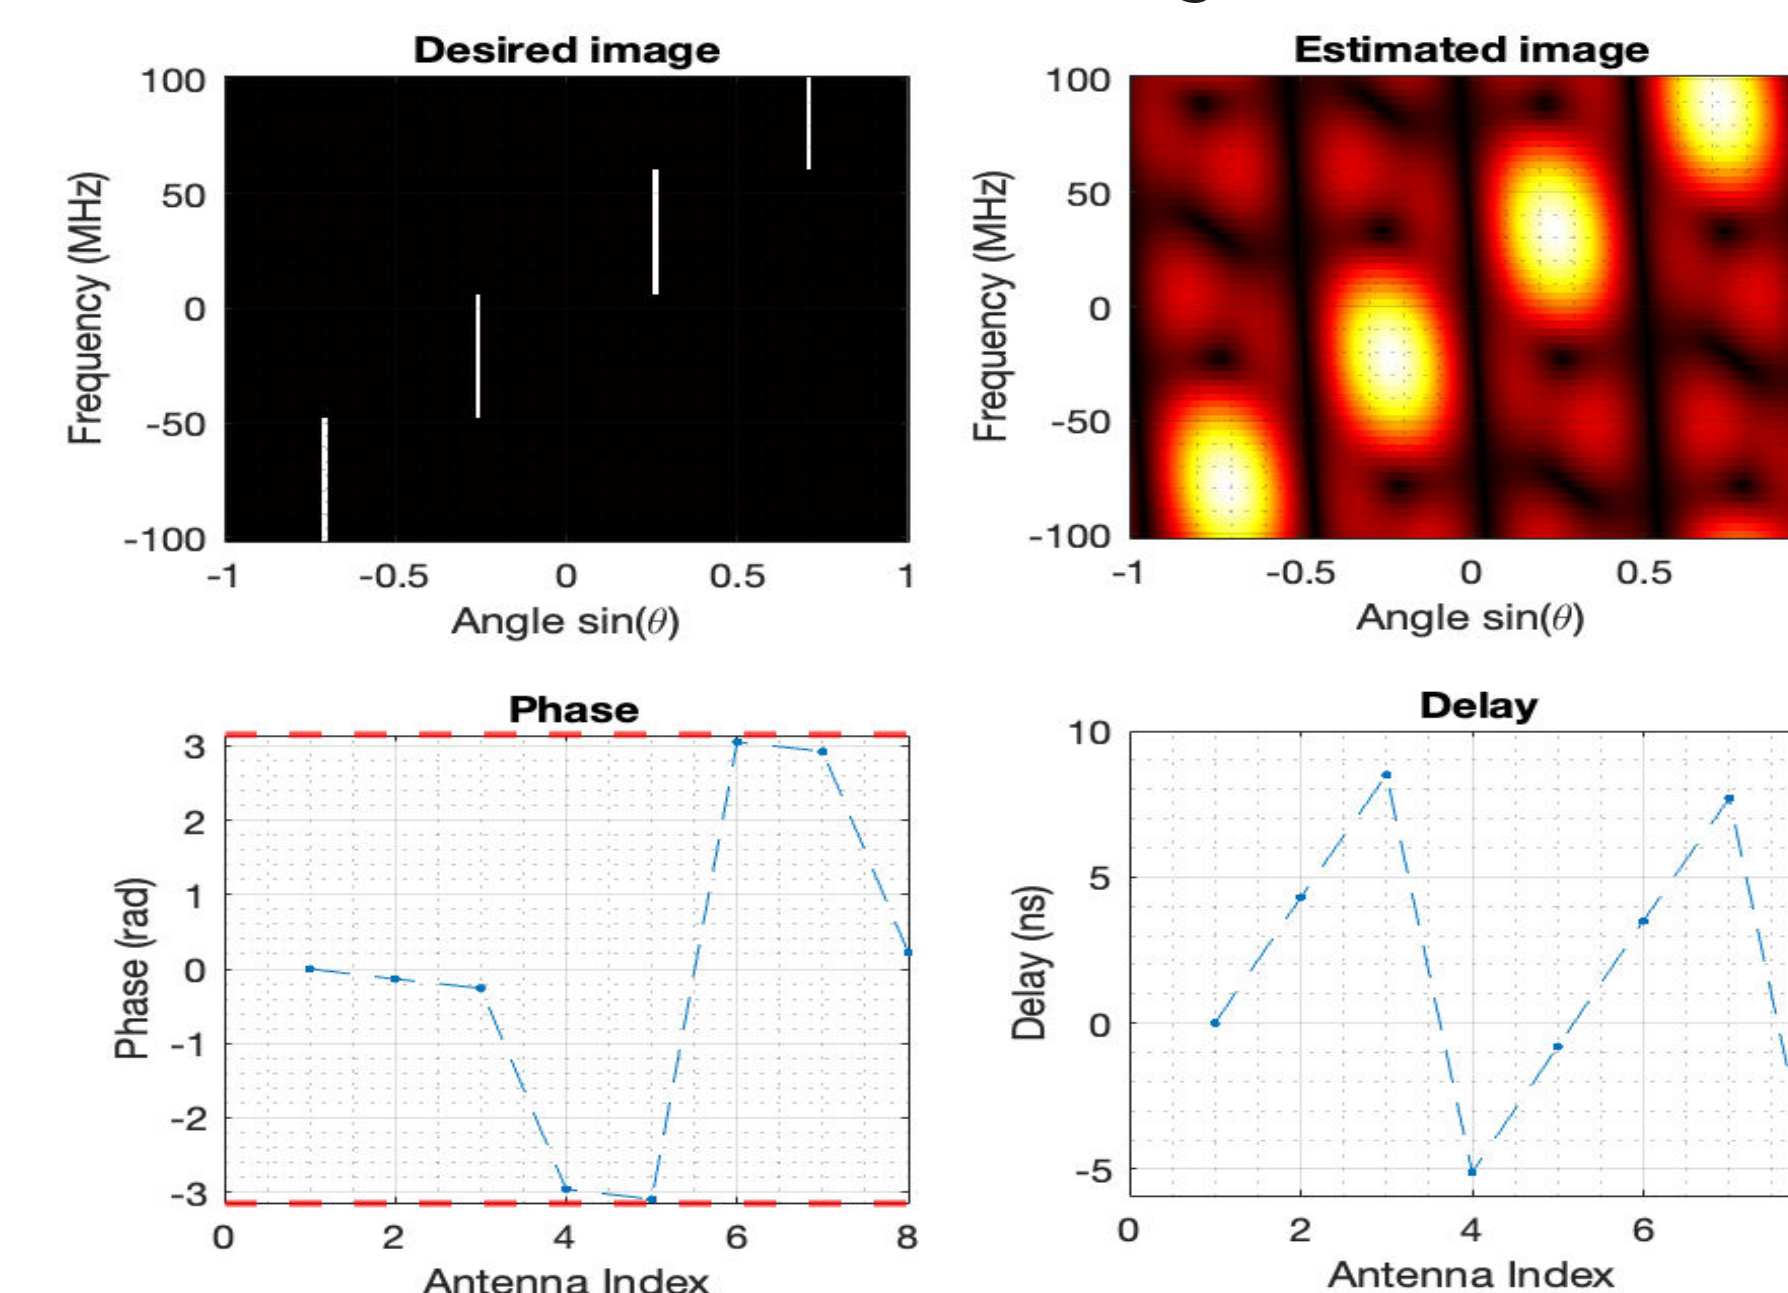 Desired image
100
50
0
-50
-100
Frequency (MHz)
-1 -0.5 0 0.5 1
Angle sin(θ)
Estimated image
100
50
0
-50
-100
Frequency (MHz)
-1 -0.5 0 0.5
Angle sin(θ)
Phase
3
2
1
0
-1
-2
-3
Phase (rad)
0 2 4 6 8
Antenna Index
Delay
10
5
0
-5
Delay (ns)
0 2 4 6
Antenna Index